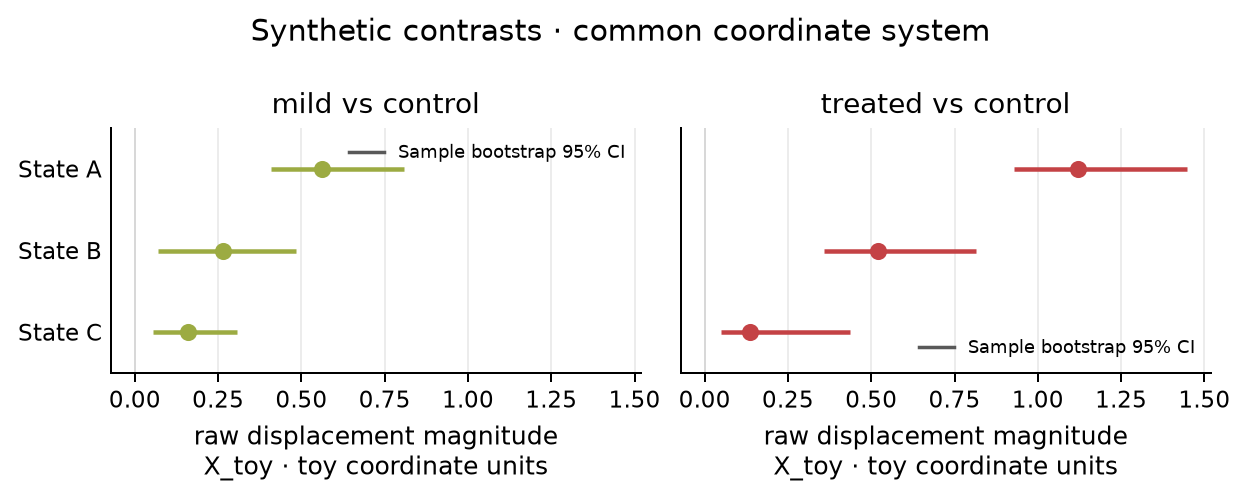 Synthetic contrasts · common coordinate system
mild vs control
Sample bootstrap 95% CI
State A
State B
State C
0.00 0.25 0.50 0.75 1.00 1.25 1.50
raw displacement magnitude
X_toy · toy coordinate units
treated vs control
Sample bootstrap 95% CI
0.00 0.25 0.50 0.75 1.00 1.25 1.50
raw displacement magnitude
X_toy · toy coordinate units